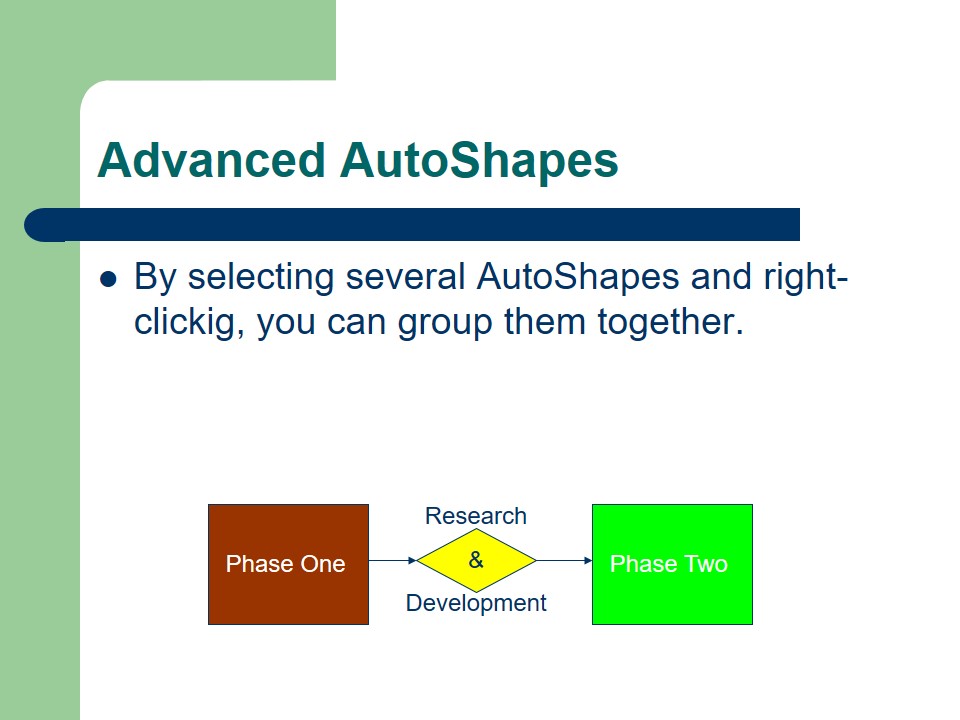 Advanced AutoShapes
● By selecting several AutoShapes and right-
clickig, you can group them together.
Research
Phase One
&
Phase Two
Development